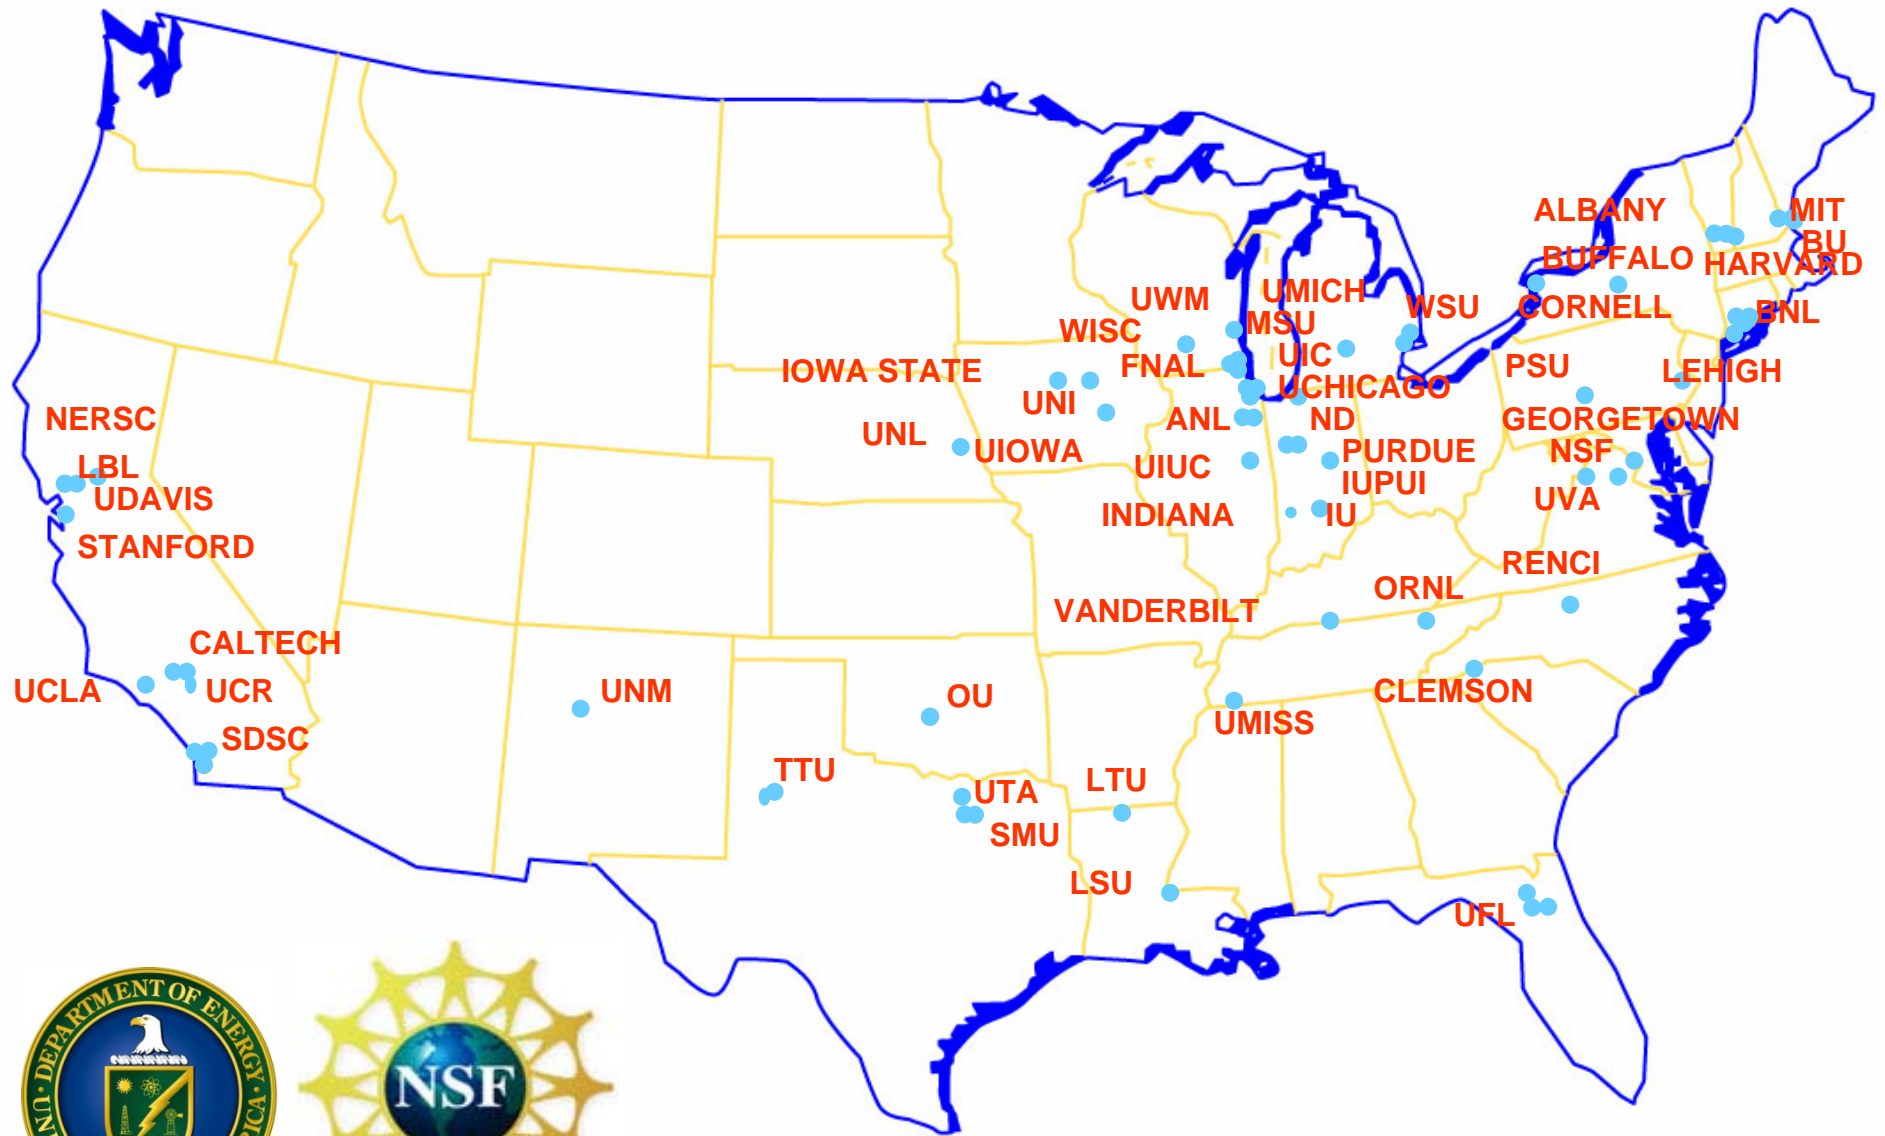 ALBANY
MIT
BU
BUFFALO
HARVARD
UWM
UMICH
WSU
CORNELL
BNL
WISC
MSU
IOWA STATE
FNAL
UIC
PSU
LEHIGH
UNI
UCHICAGO
NERSC
ANL
ND
GEORGETOWN
UNL
UIOWA
PURDUE
NSF
LBL
UIUC
IUPUI
UDAVIS
UVA
INDIANA
IU
STANFORD
RENCI
ORNL
VANDERBILT
CALTECH
UCLA
UCR
UNM
OU
CLEMSON
UMISS
SDSC
TTU
LTU
UTA
SMU
LSU
UFL
DEPARTMENT OF ENERGY
NSF